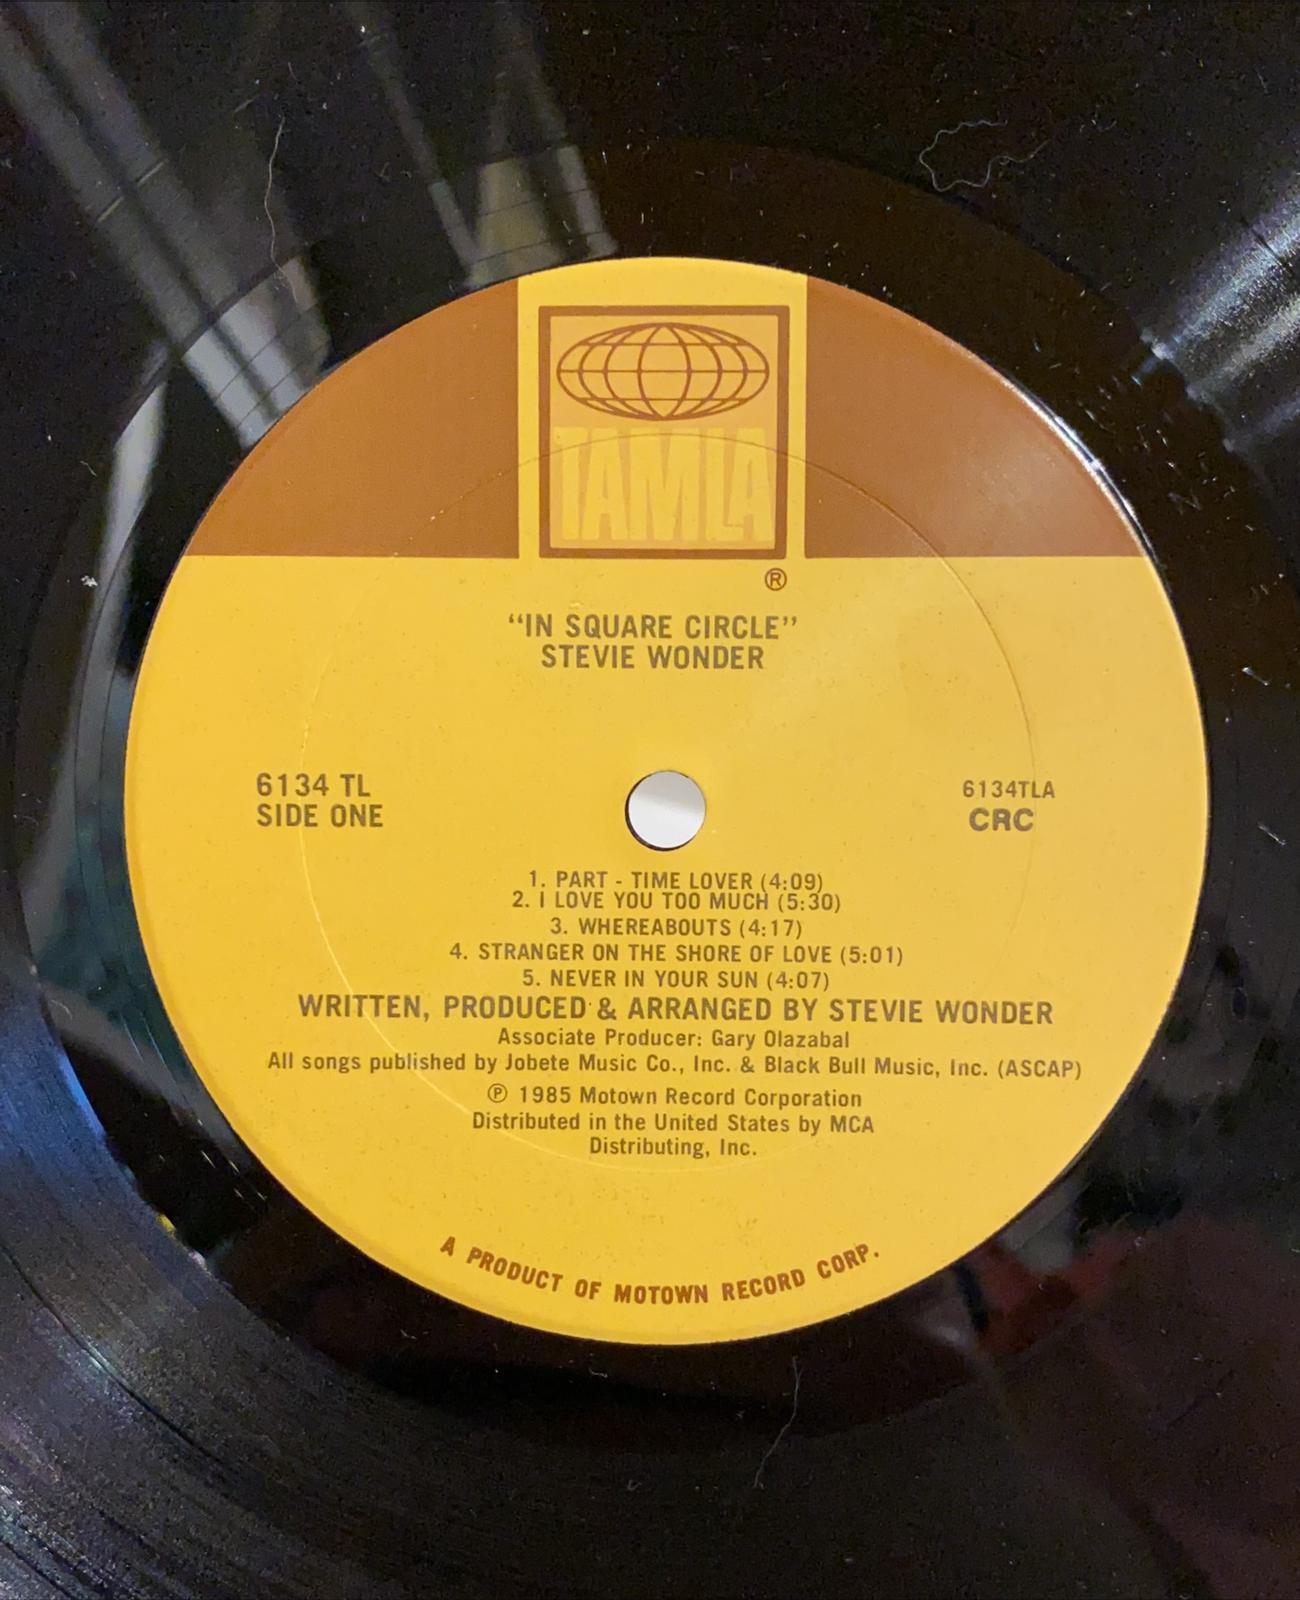 TAMLA
®
“IN SQUARE CIRCLE”
STEVIE WONDER
6134 TL
SIDE ONE
6134TLA
CRC
1. PART - TIME LOVER (4:09)
2. I LOVE YOU TOO MUCH (5:30)
3. WHEREABOUTS (4:17)
4. STRANGER ON THE SHORE OF LOVE (5:01)
5. NEVER IN YOUR SUN (4:07)
WRITTEN, PRODUCED & ARRANGED BY STEVIE WONDER
Associate Producer: Gary Olazabal
All songs published by Jobete Music Co., Inc. & Black Bull Music, Inc. (ASCAP)
℗ 1985 Motown Record Corporation
Distributed in the United States by MCA
Distributing, Inc.
A PRODUCT OF MOTOWN RECORD CORP.